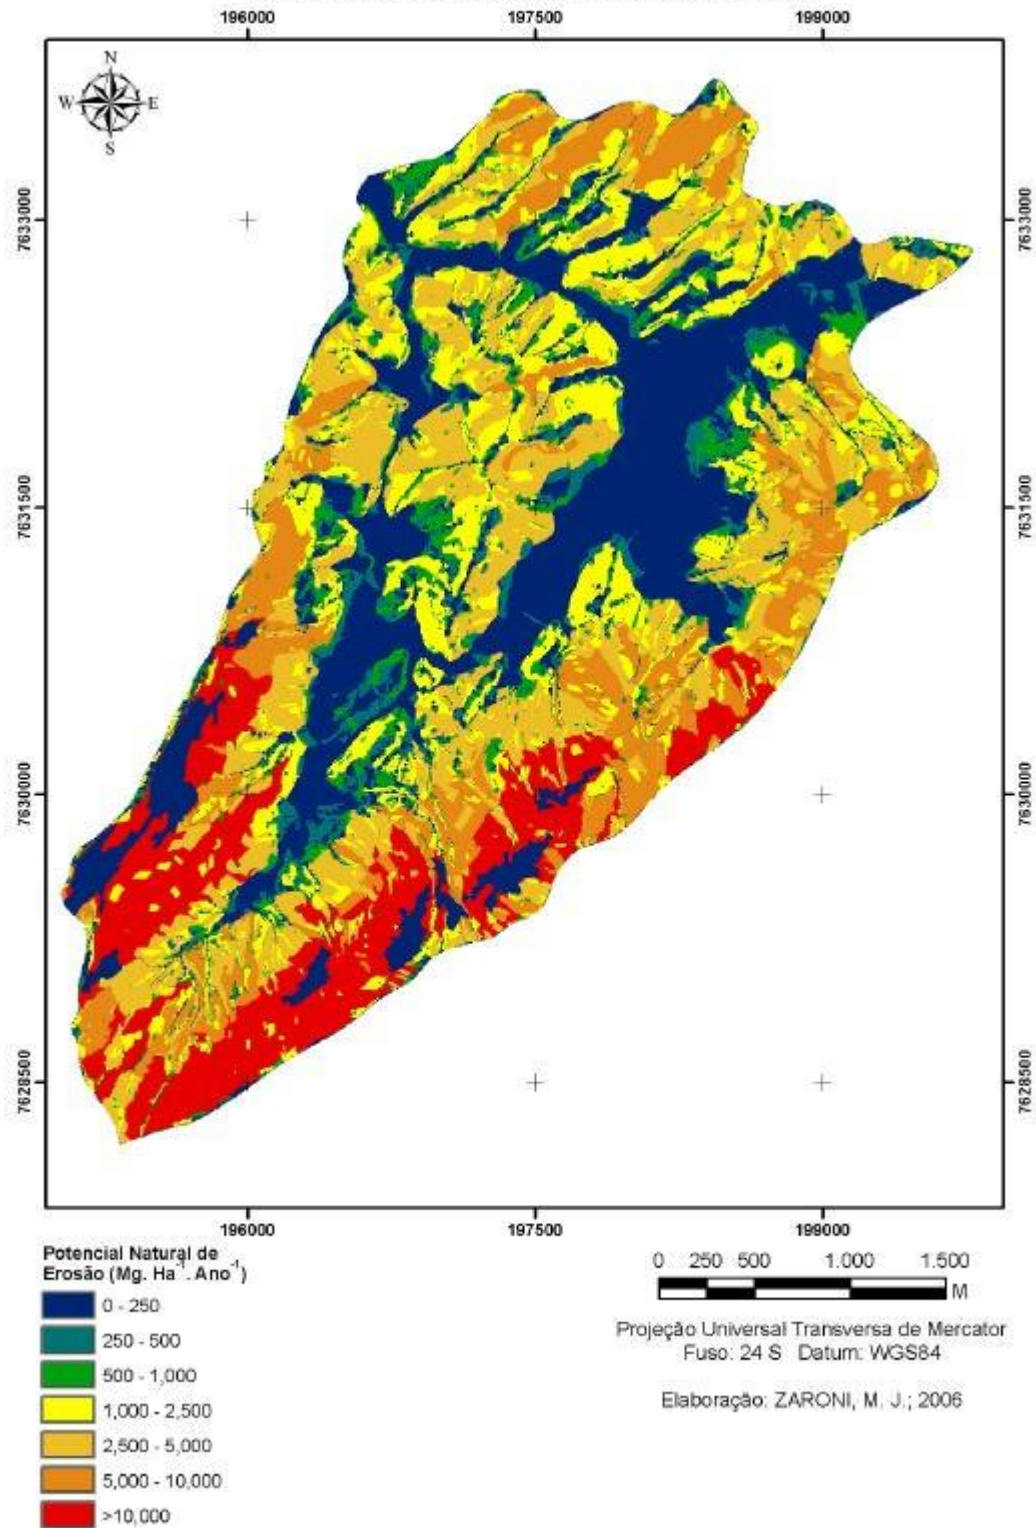 196000 197500 199000
N
W E
S
7633000 7633000
7631500 7631500
7630000 7630000
7628500 7628500
196000 197500 199000
Potencial Natural de
Erosão (Mg. Ha⁻¹. Ano⁻¹)
0 - 250
250 - 500
500 - 1,000
1,000 - 2,500
2,500 - 5,000
5,000 - 10,000
>10,000
0 250 500 1.000 1.500
M
Projeção Universal Transversa de Mercator
Fuso: 24 S Datum: WGS84
Elaboração: ZARONI, M. J.; 2006